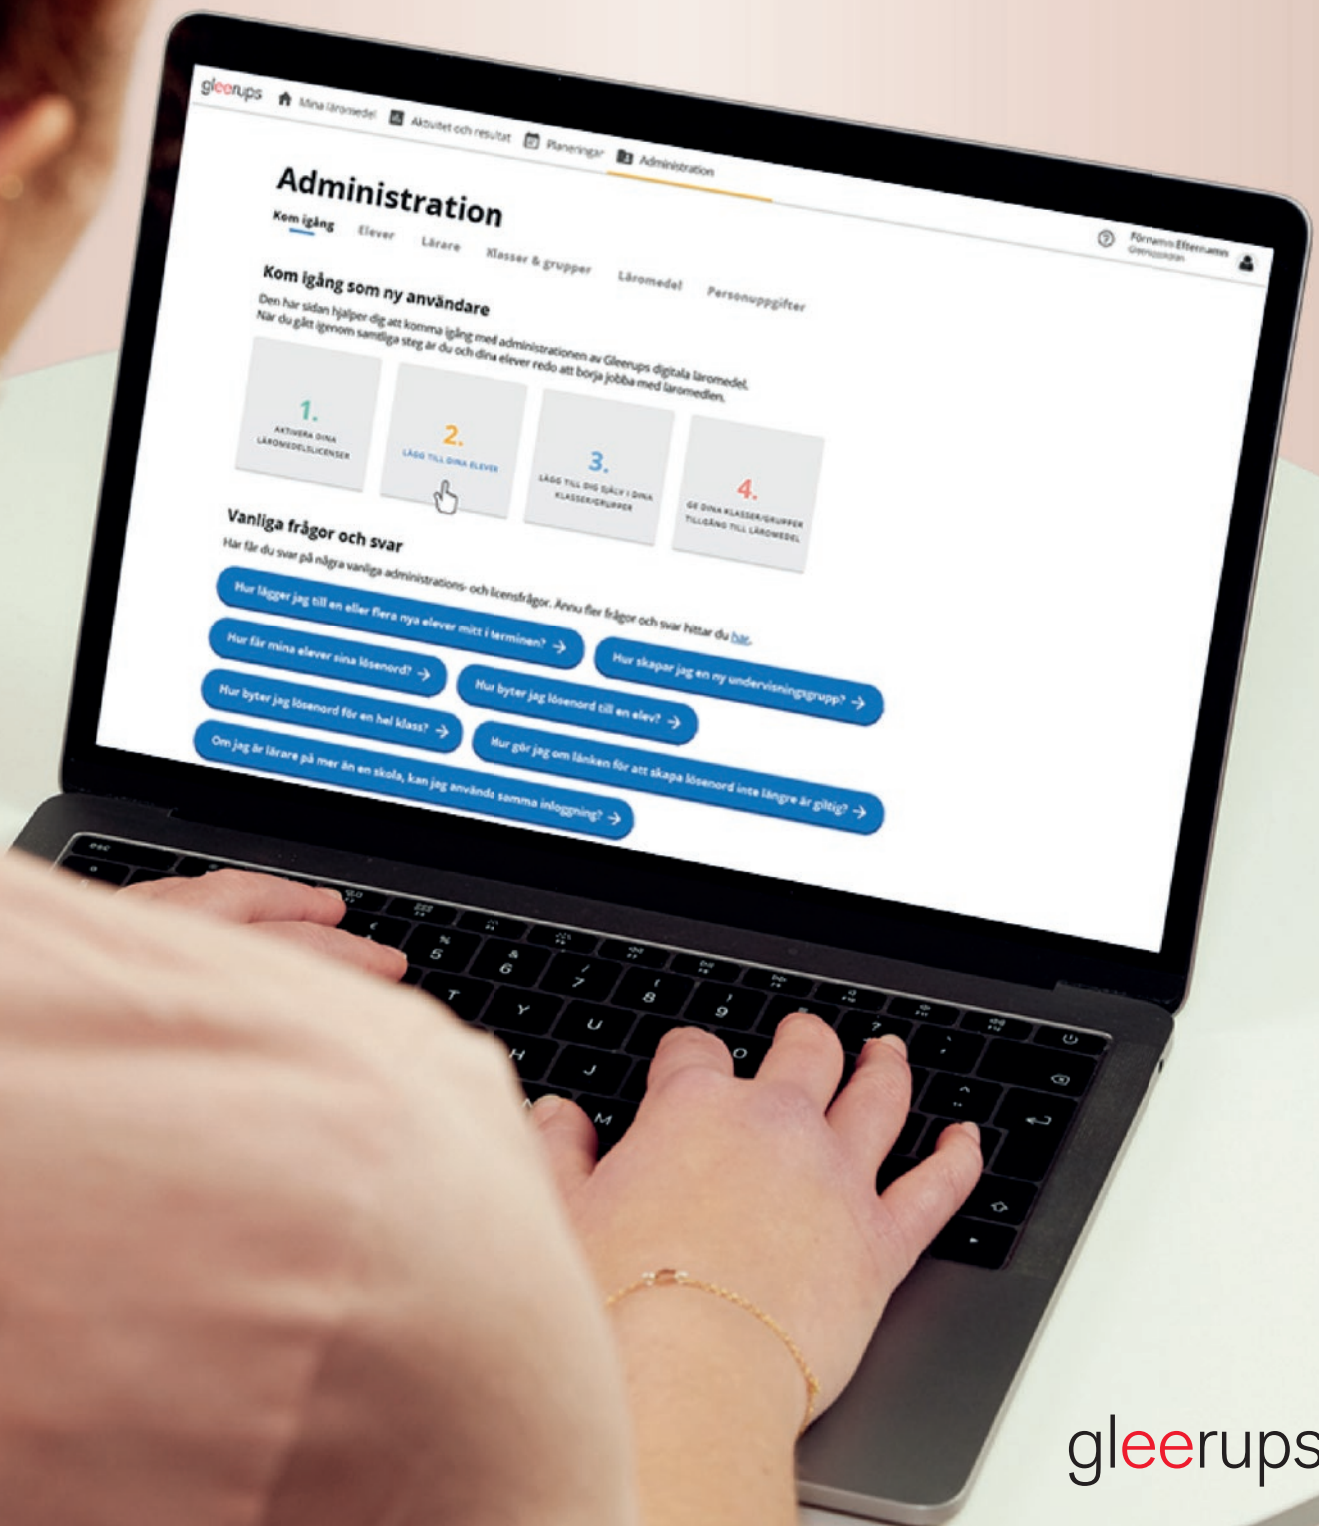 gleerups
Mina läromedel
Aktivitet och resultat
Planeringar
Administration
Förnamn Efternamn
Administration
Kom igång
Elever
Lärare
Klasser & grupper
Läromedel
Personuppgifter
Kom igång som ny användare
Den här sidan hjälper dig att komma igång med administrationen av Gleerups digitala läromedel.
När du gått igenom samtliga steg är du och dina elever redo att börja jobba med läromedlen.
1.
AKTIVERA DINA
LÄROMEDELSLICENSER
2.
LÄGG TILL DINA ELEVER
3.
LÄGG TILL DIG SJÄLV I DINA
KLASSER/GRUPPER
4.
GE DINA KLASSER/GRUPPER
TILLGÅNG TILL LÄROMEDEL
Vanliga frågor och svar
Här får du svar på några vanliga administrations- och licensfrågor. Ännu fler frågor och svar hittar du här.
Hur lägger jag till en eller flera nya elever mitt i terminen? →
Hur skapar jag en ny undervisningsgrupp? →
Hur får mina elever sina lösenord? →
Hur byter jag lösenord till en elev? →
Hur byter jag lösenord för en hel klass? →
Hur gör jag om länken för att skapa lösenord inte längre är giltig? →
Om jag är lärare på mer än en skola, kan jag använda samma inloggning? →
esc
% 5
& 6
/ 7
( 8
) 9
=
?
T
Y
U
O
H
J
M
gleerups